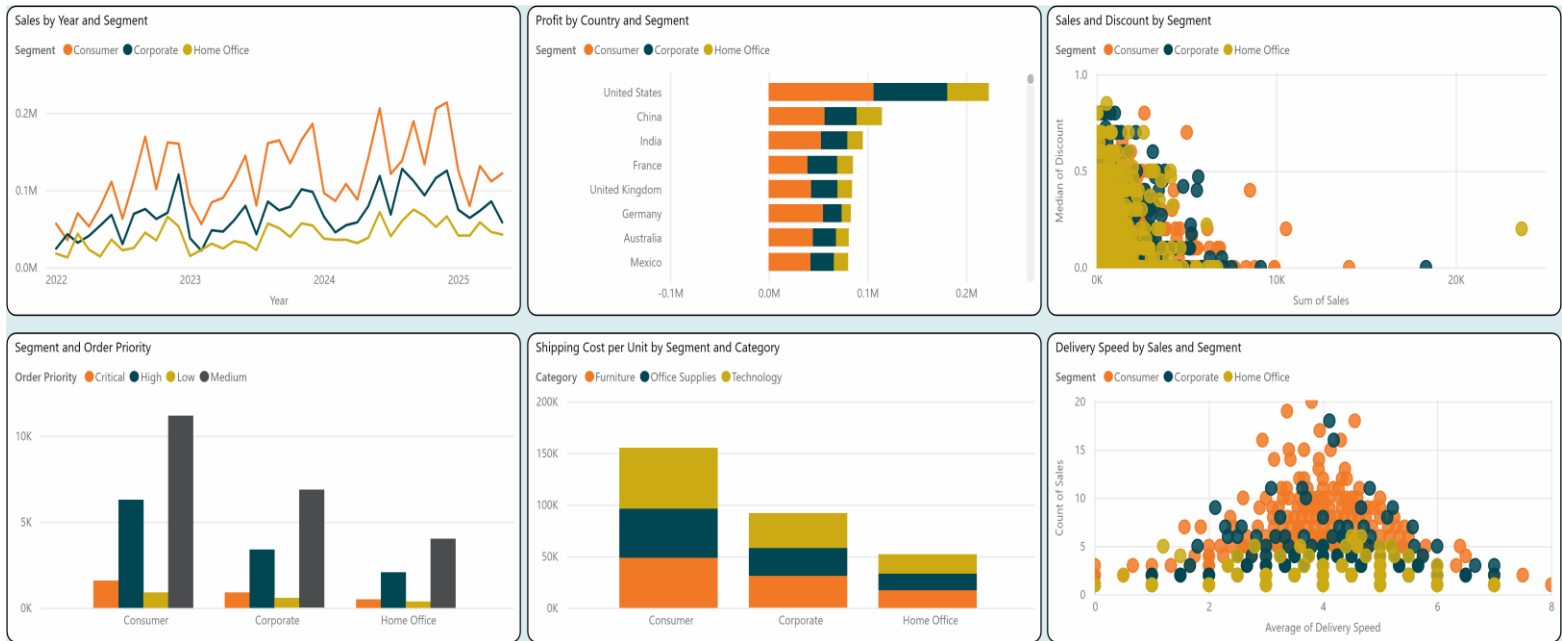 Sales by Year and Segment
Segment Consumer Corporate Home Office
0.2M
0.1M
0.0M
2022 2023 2024 2025
Year
Profit by Country and Segment
Segment Consumer Corporate Home Office
United States
China
India
France
United Kingdom
Germany
Australia
Mexico
-0.1M 0.0M 0.1M 0.2M
Sales and Discount by Segment
Segment Consumer Corporate Home Office
Median of Discount
1.0
0.5
0.0
0K 10K 20K
Sum of Sales
Segment and Order Priority
Order Priority Critical High Low Medium
10K
5K
0K
Consumer Corporate Home Office
Shipping Cost per Unit by Segment and Category
Category Furniture Office Supplies Technology
200K
150K
100K
50K
0K
Consumer Corporate Home Office
Delivery Speed by Sales and Segment
Segment Consumer Corporate Home Office
Count of Sales
20
15
10
5
0
0 2 4 6 8
Average of Delivery Speed